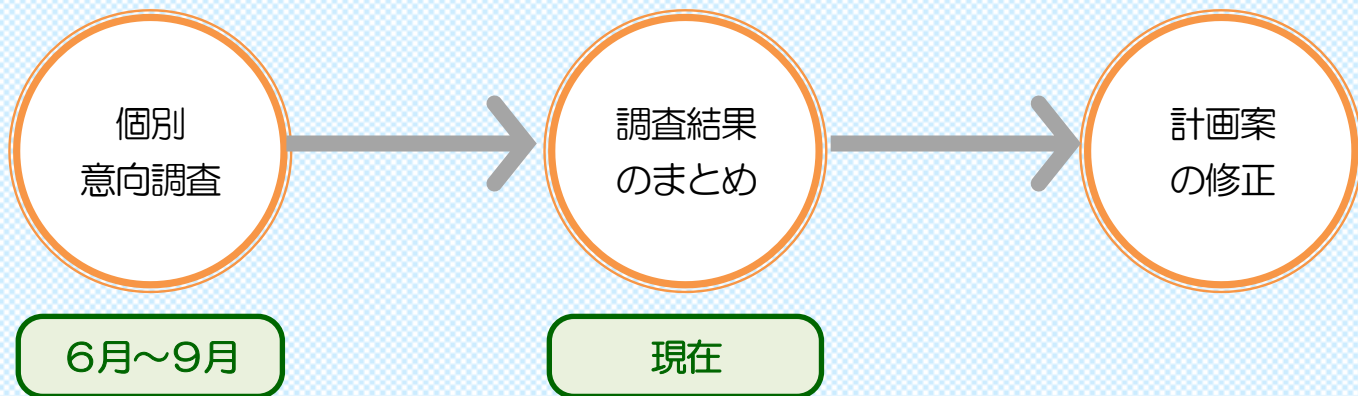 個別
意向調査
調査結果
のまとめ
計画案
の修正
6月～9月
現在